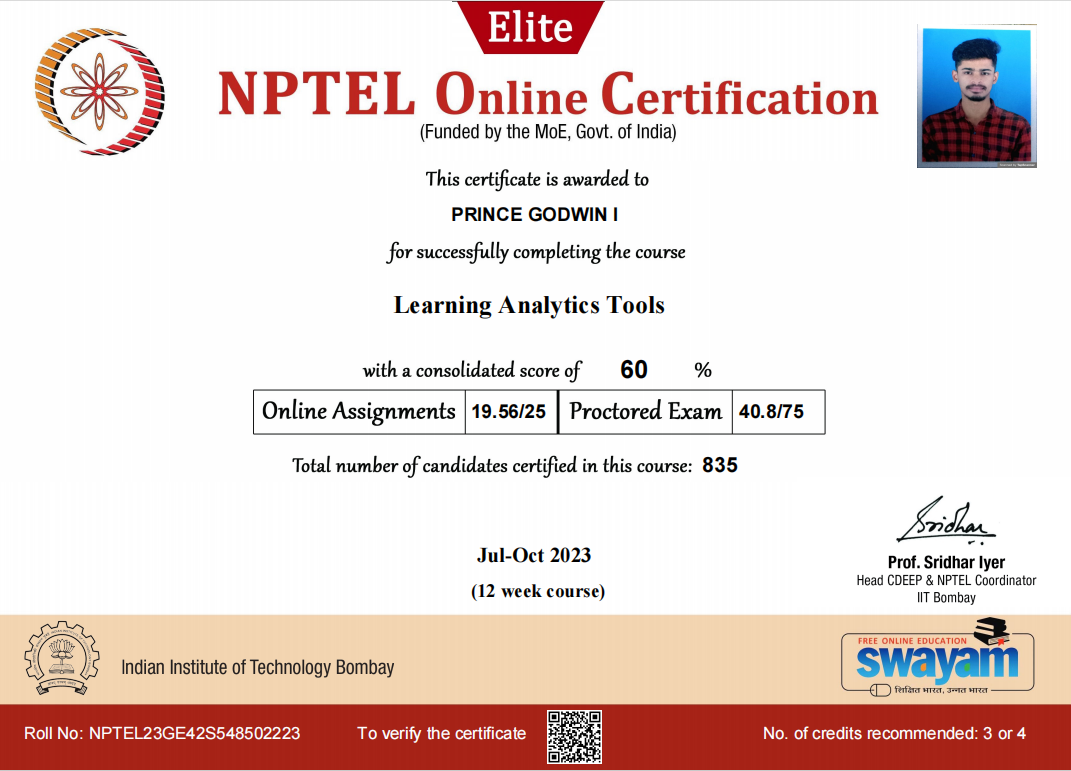 Elite
NPTEL Online Certification
(Funded by the MoE, Govt. of India)
This certificate is awarded to
PRINCE GODWIN I
for successfully completing the course
Learning Analytics Tools
with a consolidated score of 60 %
Online Assignments 19.56/25 Proctored Exam 40.8/75
Total number of candidates certified in this course: 835
Sridhar
Jul-Oct 2023
(12 week course)
Prof. Sridhar Iyer
Head CDEEP & NPTEL Coordinator
IIT Bombay
Indian Institute of Technology Bombay
FREE ONLINE EDUCATION
swayam
शिक्षित भारत, उन्नत भारत
Roll No: NPTEL23GE42S548502223 To verify the certificate No. of credits recommended: 3 or 4